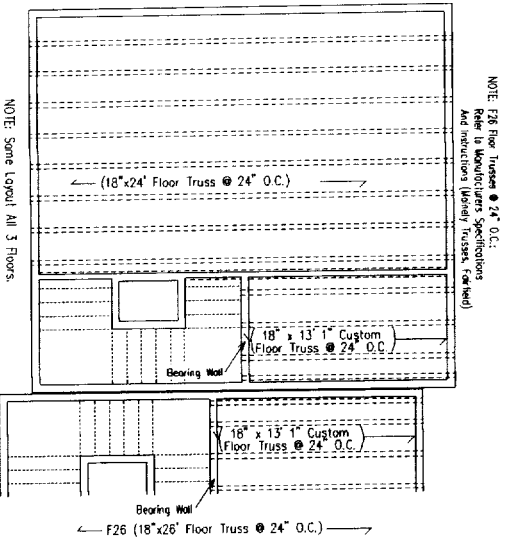 NOTE: F26 Floor Trusses @ 24" O.C.:
Refer to Manufacturers Specifications
And Instructions (Mainely Trusses, Fairfield)
NOTE: Same Layout All 3 Floors.
(18"x24' Floor Truss @ 24" O.C.)
18" x 13' 1" Custom
Floor Truss @ 24" O.C.
Bearing Wall
18" x 13' 1" Custom
Floor Truss @ 24" O.C.
Bearing Wall
F26 (18"x26' Floor Truss @ 24" O.C.)